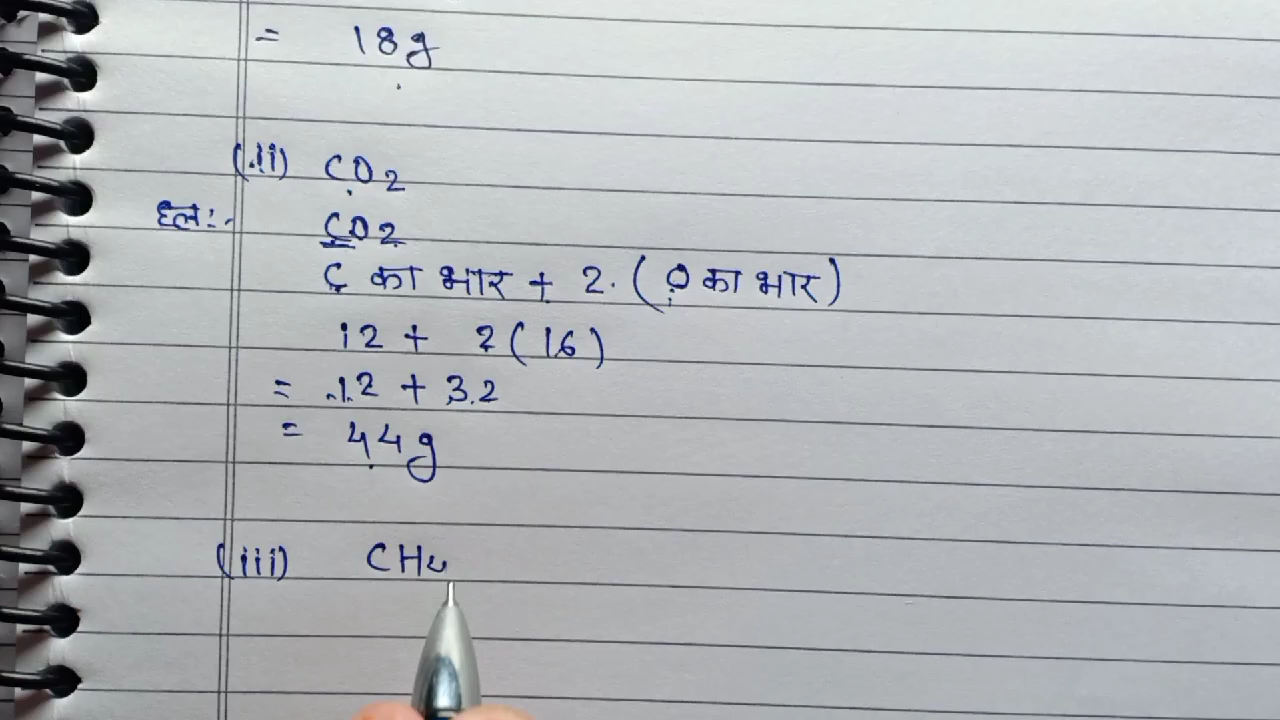 = 18g
(ii) CO2
हल:- CO2
C का भार + 2. (O का भार)
12 + 2(16)
= 12 + 32
= 44g
(iii) CH4